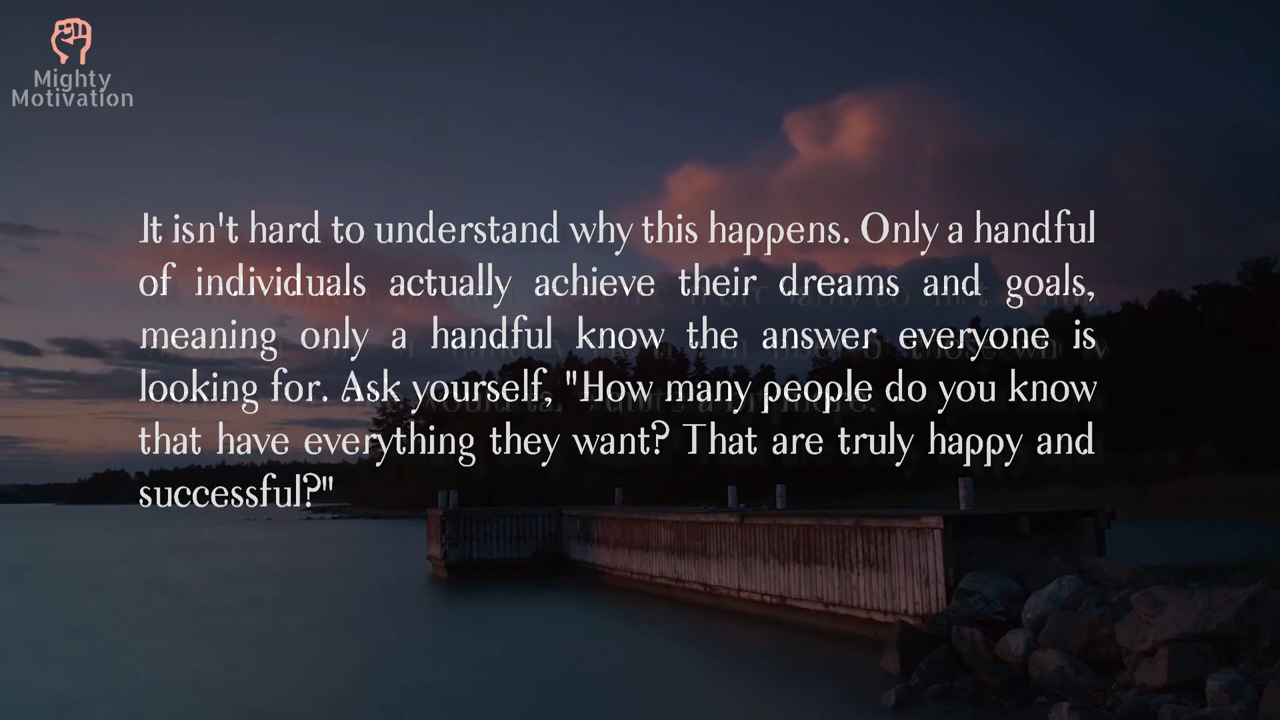 Mighty
Motivation
It isn't hard to understand why this happens. Only a handful
of individuals actually achieve their dreams and goals,
meaning only a handful know the answer everyone is
looking for. Ask yourself, "How many people do you know
that have everything they want? That are truly happy and
successful?"